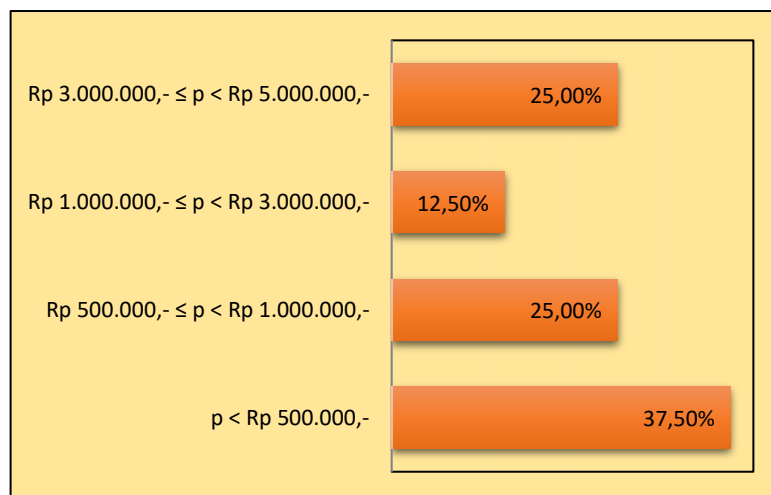 Rp 3.000.000,- ≤ p < Rp 5.000.000,- 25,00%
Rp 1.000.000,- ≤ p < Rp 3.000.000,- 12,50%
Rp 500.000,- ≤ p < Rp 1.000.000,- 25,00%
p < Rp 500.000,- 37,50%